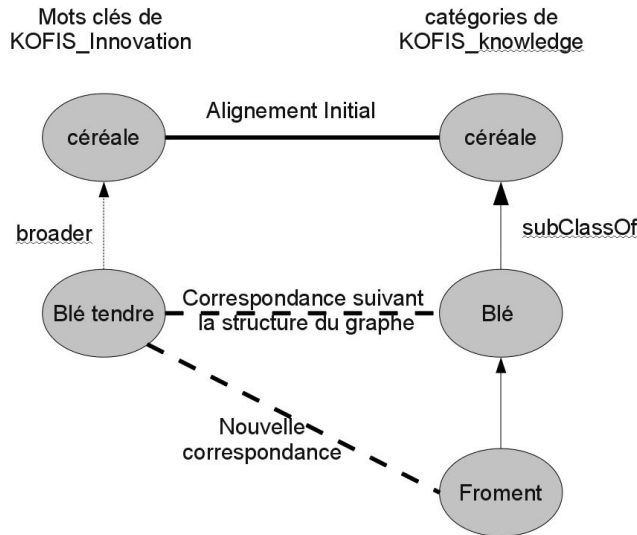 Mots clés de
KOFIS_Innovation
catégories de
KOFIS_knowledge
Alignement Initial
céréale
céréale
broader
subClassOf
Blé tendre
Correspondance suivant
la structure du graphe
Blé
Nouvelle
correspondance
Froment